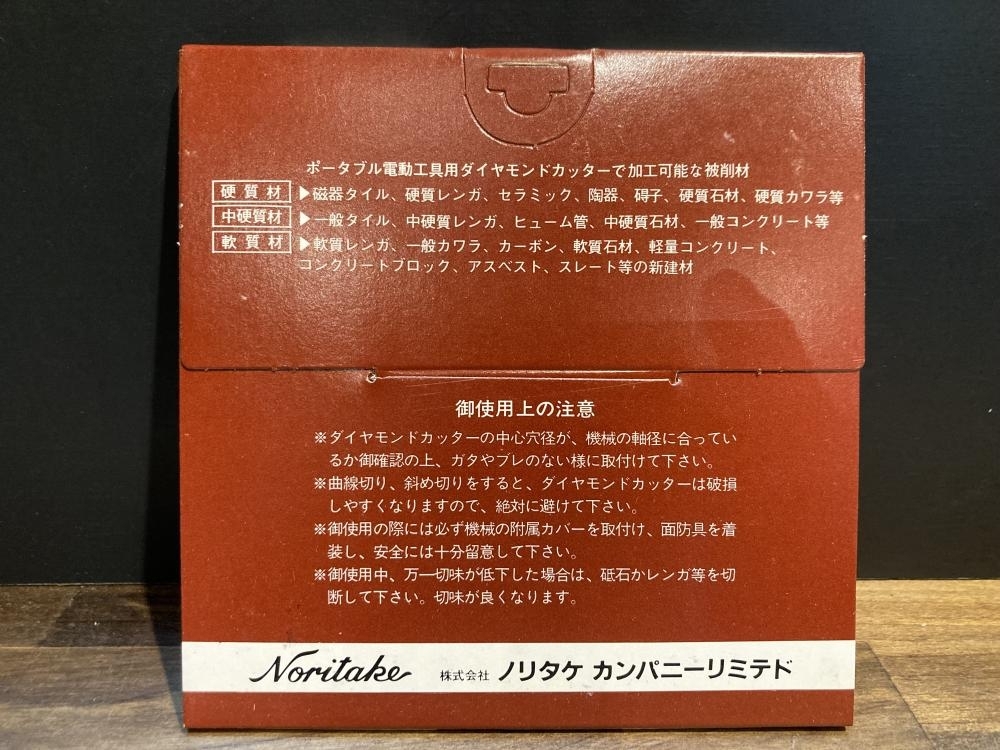 ポータブル電動工具用ダイヤモンドカッターで加工可能な被削材
硬質材 ▶磁器タイル、硬質レンガ、セラミック、陶器、碍子、硬質石材、硬質カワラ等
中硬質材 ▶一般タイル、中硬質レンガ、ヒューム管、中硬質石材、一般コンクリート等
軟質材 ▶軟質レンガ、一般カワラ、カーボン、軟質石材、軽量コンクリート、
コンクリートブロック、アスベスト、スレート等の新建材
御使用上の注意
※ダイヤモンドカッターの中心穴径が、機械の軸径に合ってい
るか御確認の上、ガタやブレのない様に取付けて下さい。
※曲線切り、斜め切りをすると、ダイヤモンドカッターは破損
しやすくなりますので、絶対に避けて下さい。
※御使用の際には必ず機械の附属カバーを取付け、面防具を着
装し、安全には十分留意して下さい。
※御使用中、万一切味が低下した場合は、砥石かレンガ等を切
断して下さい。切味が良くなります。
Noritake 株式会社 ノリタケ カンパニーリミテド